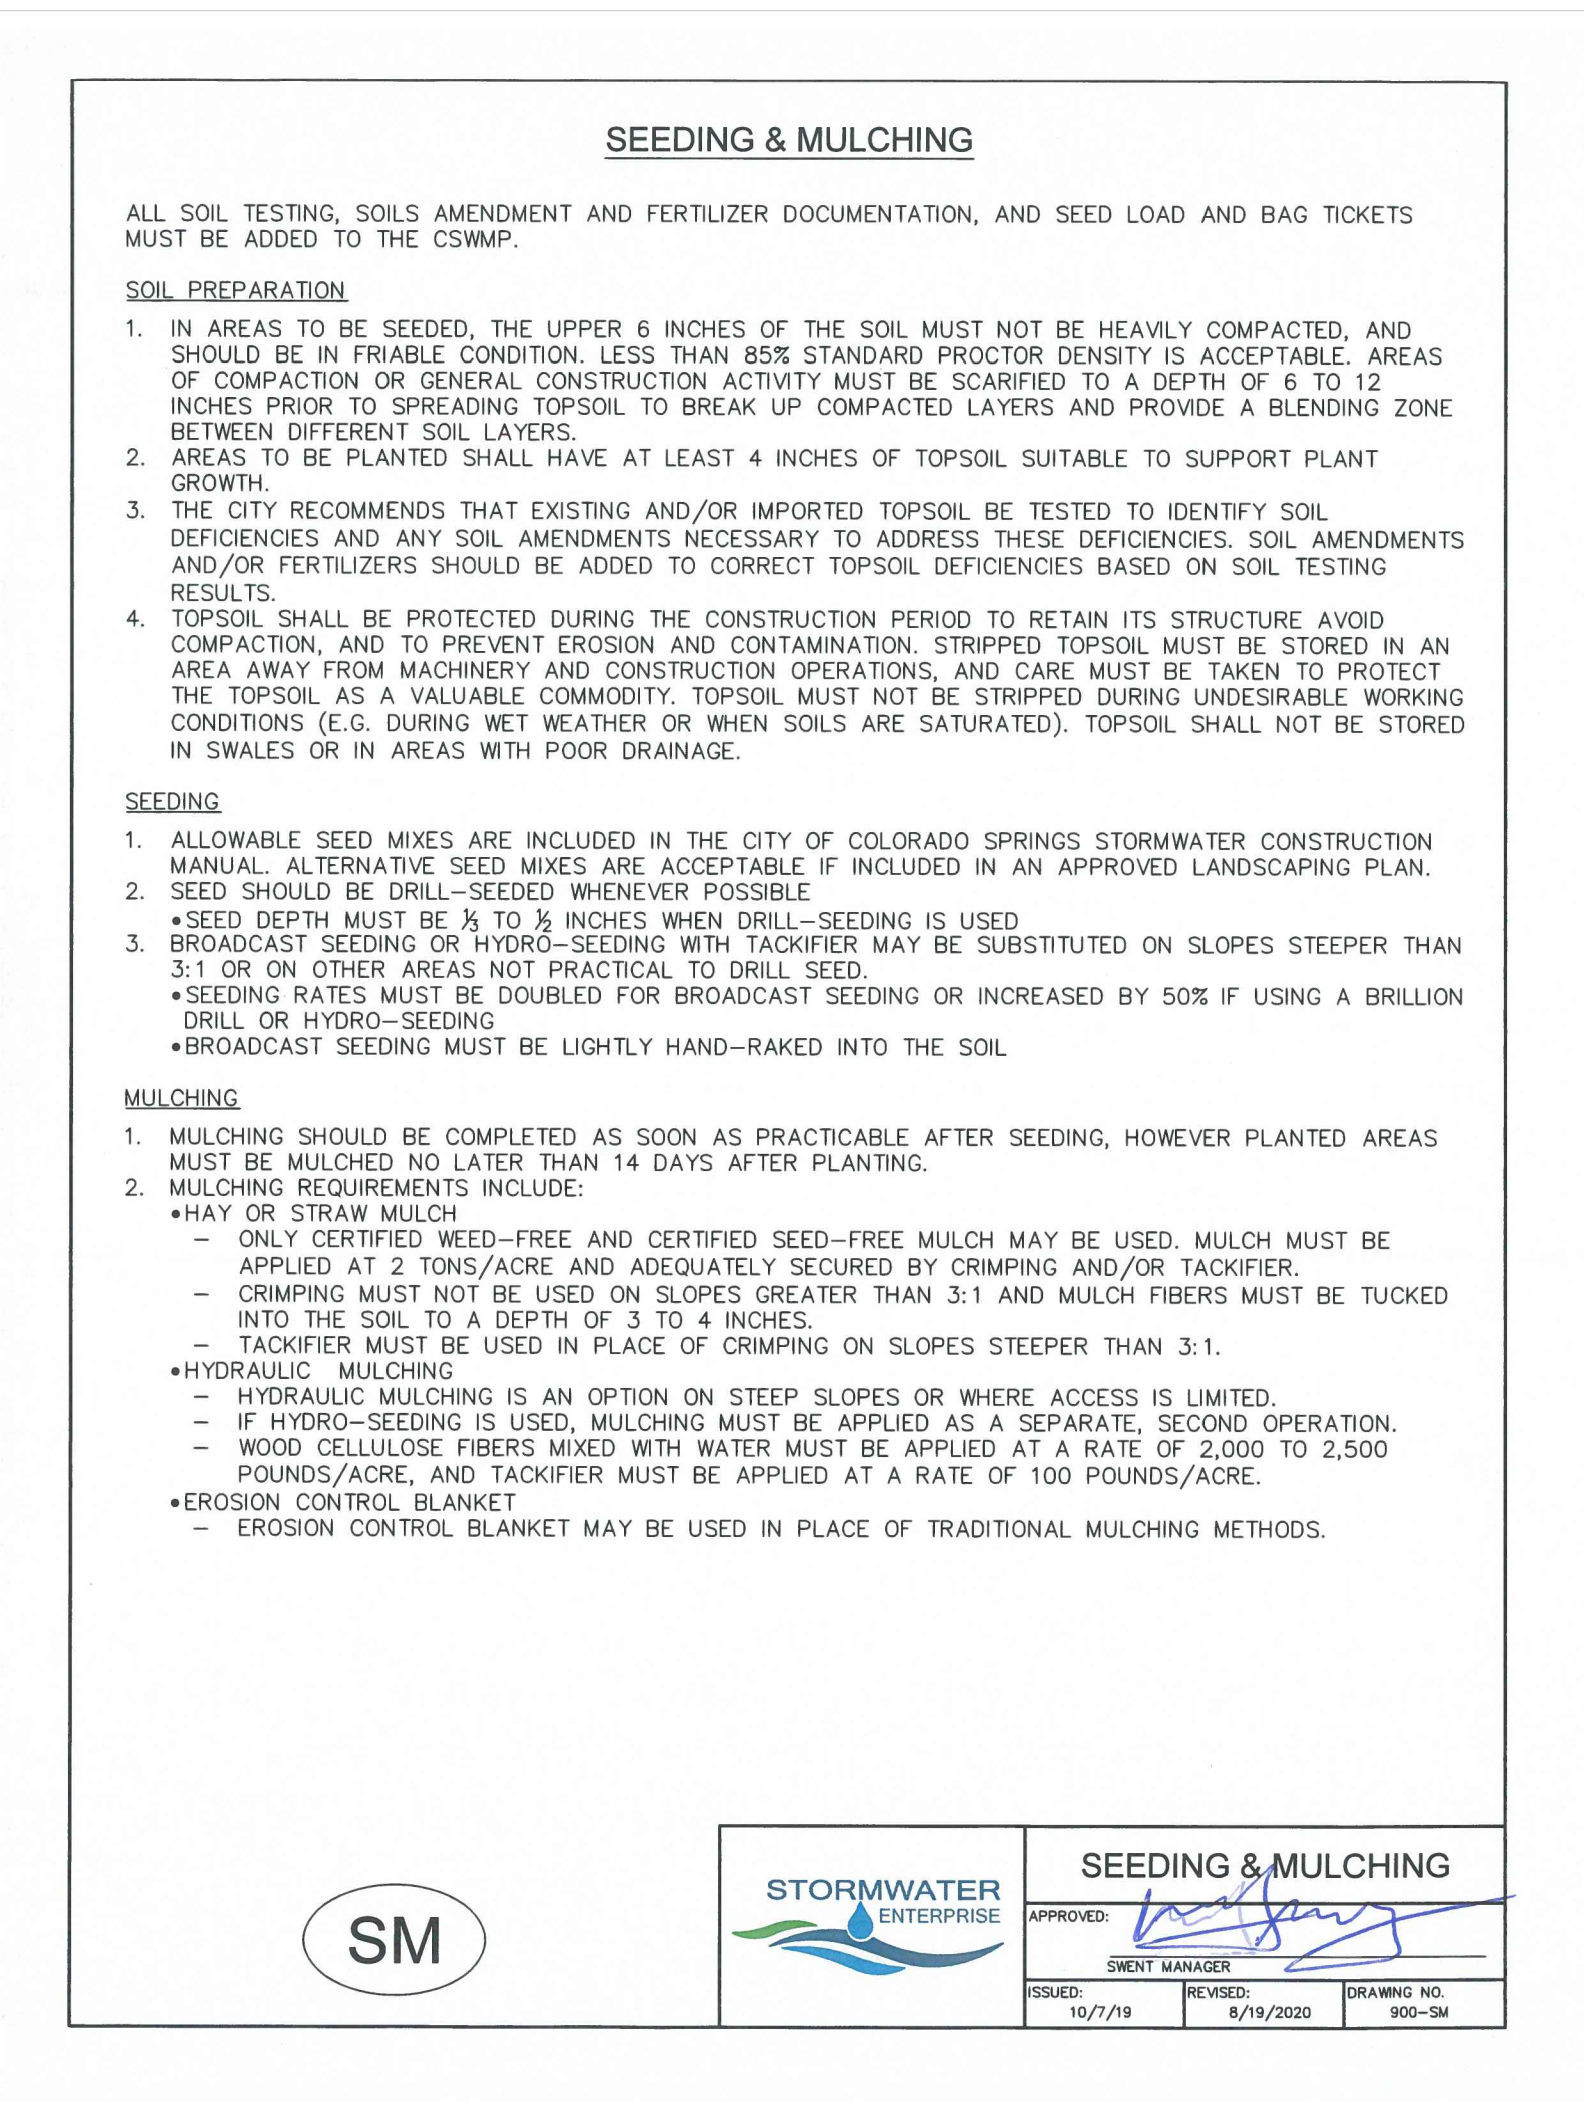 SEEDING & MULCHING
ALL SOIL TESTING, SOILS AMENDMENT AND FERTILIZER DOCUMENTATION, AND SEED LOAD AND BAG TICKETS
MUST BE ADDED TO THE CSWMP.
SOIL PREPARATION
1. IN AREAS TO BE SEEDED, THE UPPER 6 INCHES OF THE SOIL MUST NOT BE HEAVILY COMPACTED, AND
SHOULD BE IN FRIABLE CONDITION. LESS THAN 85% STANDARD PROCTOR DENSITY IS ACCEPTABLE. AREAS
OF COMPACTION OR GENERAL CONSTRUCTION ACTIVITY MUST BE SCARIFIED TO A DEPTH OF 6 TO 12
INCHES PRIOR TO SPREADING TOPSOIL TO BREAK UP COMPACTED LAYERS AND PROVIDE A BLENDING ZONE
BETWEEN DIFFERENT SOIL LAYERS.
2. AREAS TO BE PLANTED SHALL HAVE AT LEAST 4 INCHES OF TOPSOIL SUITABLE TO SUPPORT PLANT
GROWTH.
3. THE CITY RECOMMENDS THAT EXISTING AND/OR IMPORTED TOPSOIL BE TESTED TO IDENTIFY SOIL
DEFICIENCIES AND ANY SOIL AMENDMENTS NECESSARY TO ADDRESS THESE DEFICIENCIES. SOIL AMENDMENTS
AND/OR FERTILIZERS SHOULD BE ADDED TO CORRECT TOPSOIL DEFICIENCIES BASED ON SOIL TESTING
RESULTS.
4. TOPSOIL SHALL BE PROTECTED DURING THE CONSTRUCTION PERIOD TO RETAIN ITS STRUCTURE AVOID
COMPACTION, AND TO PREVENT EROSION AND CONTAMINATION. STRIPPED TOPSOIL MUST BE STORED IN AN
AREA AWAY FROM MACHINERY AND CONSTRUCTION OPERATIONS, AND CARE MUST BE TAKEN TO PROTECT
THE TOPSOIL AS A VALUABLE COMMODITY. TOPSOIL MUST NOT BE STRIPPED DURING UNDESIRABLE WORKING
CONDITIONS (E.G. DURING WET WEATHER OR WHEN SOILS ARE SATURATED). TOPSOIL SHALL NOT BE STORED
IN SWALES OR IN AREAS WITH POOR DRAINAGE.
SEEDING
1. ALLOWABLE SEED MIXES ARE INCLUDED IN THE CITY OF COLORADO SPRINGS STORMWATER CONSTRUCTION
MANUAL. ALTERNATIVE SEED MIXES ARE ACCEPTABLE IF INCLUDED IN AN APPROVED LANDSCAPING PLAN.
2. SEED SHOULD BE DRILL-SEEDED WHENEVER POSSIBLE
•SEED DEPTH MUST BE ⅓ TO ½ INCHES WHEN DRILL-SEEDING IS USED
3. BROADCAST SEEDING OR HYDRO-SEEDING WITH TACKIFIER MAY BE SUBSTITUTED ON SLOPES STEEPER THAN
3:1 OR ON OTHER AREAS NOT PRACTICAL TO DRILL SEED.
•SEEDING RATES MUST BE DOUBLED FOR BROADCAST SEEDING OR INCREASED BY 50% IF USING A BRILLION
DRILL OR HYDRO-SEEDING
•BROADCAST SEEDING MUST BE LIGHTLY HAND-RAKED INTO THE SOIL
MULCHING
1. MULCHING SHOULD BE COMPLETED AS SOON AS PRACTICABLE AFTER SEEDING, HOWEVER PLANTED AREAS
MUST BE MULCHED NO LATER THAN 14 DAYS AFTER PLANTING.
2. MULCHING REQUIREMENTS INCLUDE:
•HAY OR STRAW MULCH
– ONLY CERTIFIED WEED-FREE AND CERTIFIED SEED-FREE MULCH MAY BE USED. MULCH MUST BE
APPLIED AT 2 TONS/ACRE AND ADEQUATELY SECURED BY CRIMPING AND/OR TACKIFIER.
– CRIMPING MUST NOT BE USED ON SLOPES GREATER THAN 3:1 AND MULCH FIBERS MUST BE TUCKED
INTO THE SOIL TO A DEPTH OF 3 TO 4 INCHES.
– TACKIFIER MUST BE USED IN PLACE OF CRIMPING ON SLOPES STEEPER THAN 3:1.
•HYDRAULIC MULCHING
– HYDRAULIC MULCHING IS AN OPTION ON STEEP SLOPES OR WHERE ACCESS IS LIMITED.
– IF HYDRO-SEEDING IS USED, MULCHING MUST BE APPLIED AS A SEPARATE, SECOND OPERATION.
– WOOD CELLULOSE FIBERS MIXED WITH WATER MUST BE APPLIED AT A RATE OF 2,000 TO 2,500
POUNDS/ACRE, AND TACKIFIER MUST BE APPLIED AT A RATE OF 100 POUNDS/ACRE.
•EROSION CONTROL BLANKET
– EROSION CONTROL BLANKET MAY BE USED IN PLACE OF TRADITIONAL MULCHING METHODS.
SM
STORMWATER
ENTERPRISE
SEEDING & MULCHING
APPROVED:
SWENT MANAGER
ISSUED:
10/7/19
REVISED:
8/19/2020
DRAWING NO.
900-SM